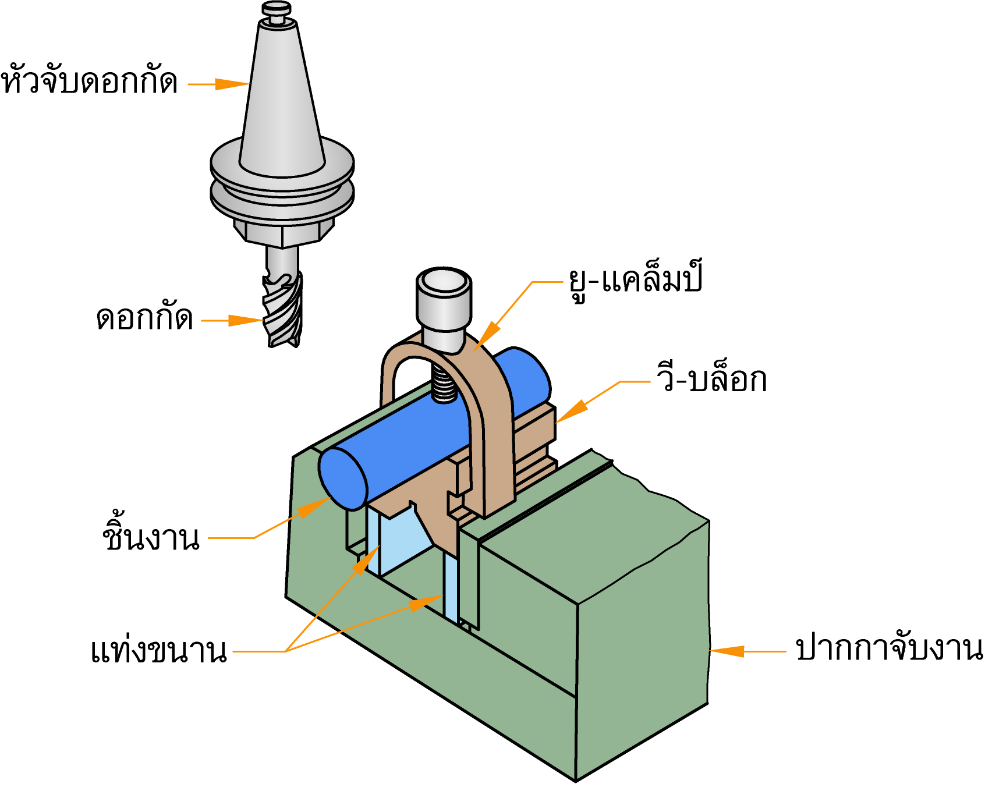 หัวจับดอกกัด
ดอกกัด
ยู-แคล็มป์
วี-บล็อก
ชิ้นงาน
แท่งขนาน
ปากกาจับงาน